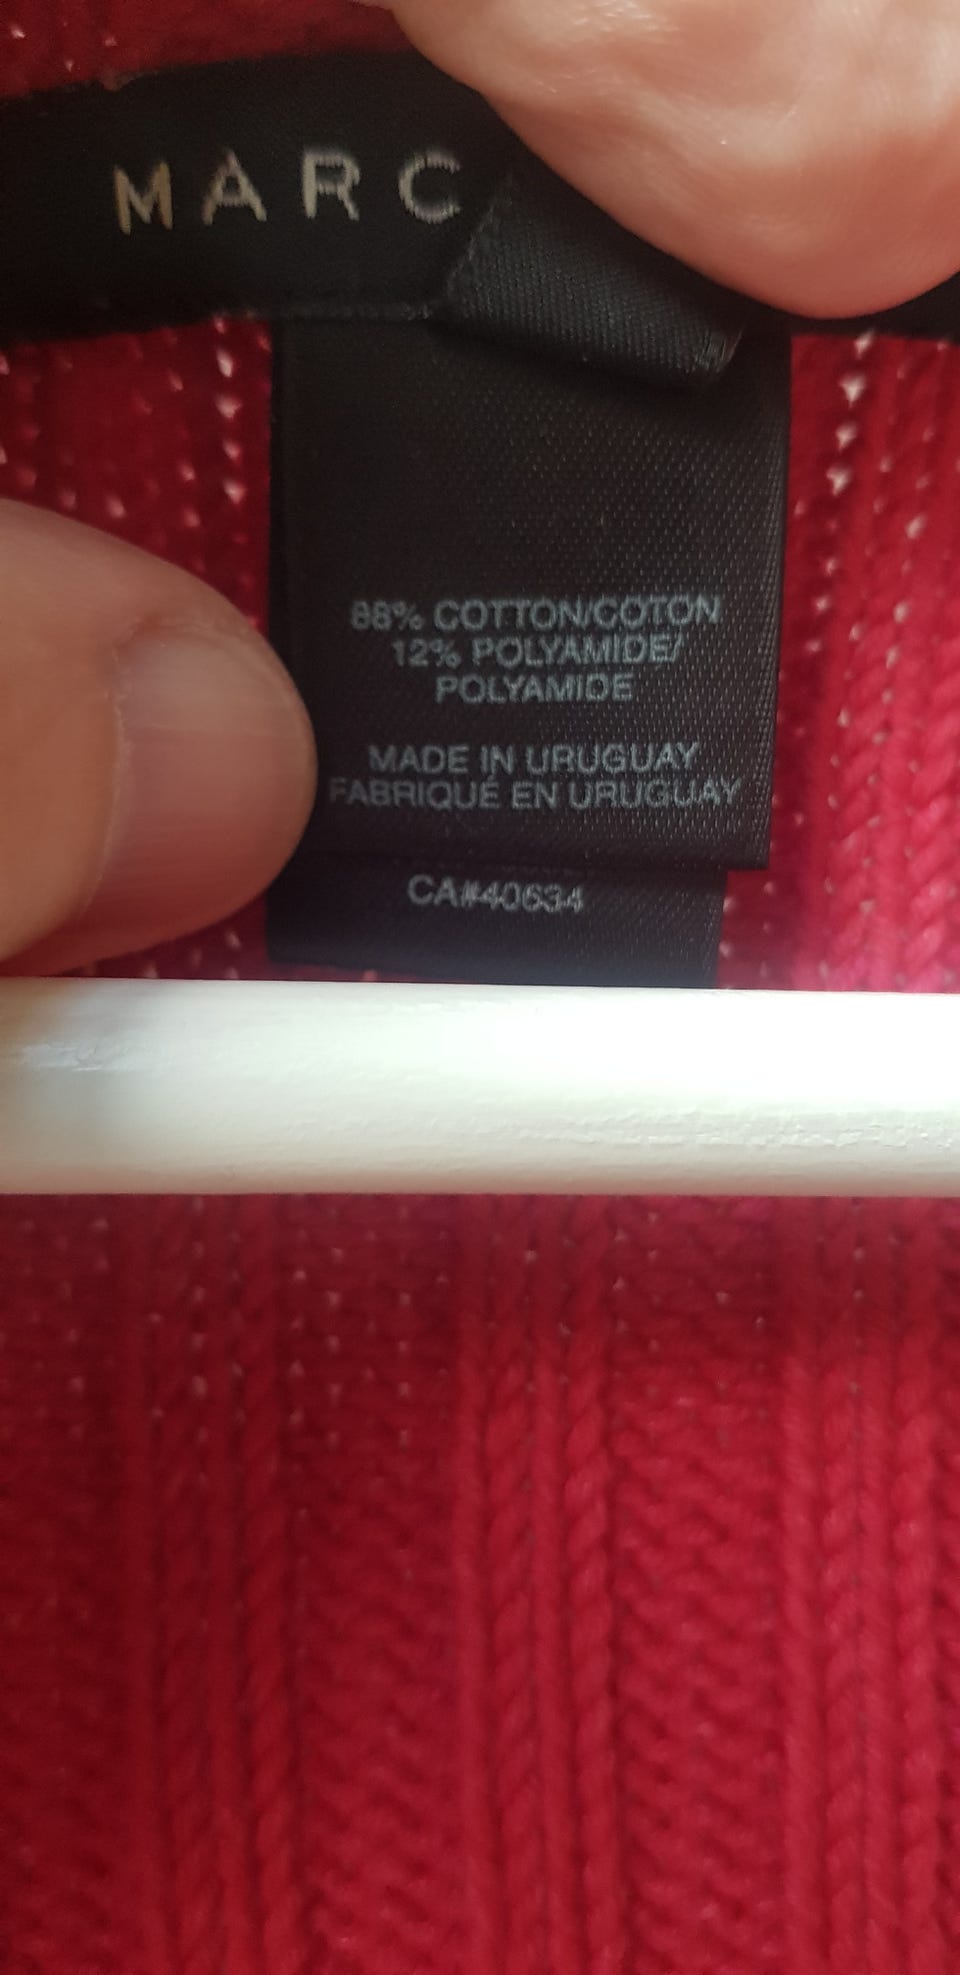 MARC
88% COTTON/COTON
12% POLYAMIDE/
POLYAMIDE
MADE IN URUGUAY
FABRIQUÉ EN URUGUAY
CA#40634